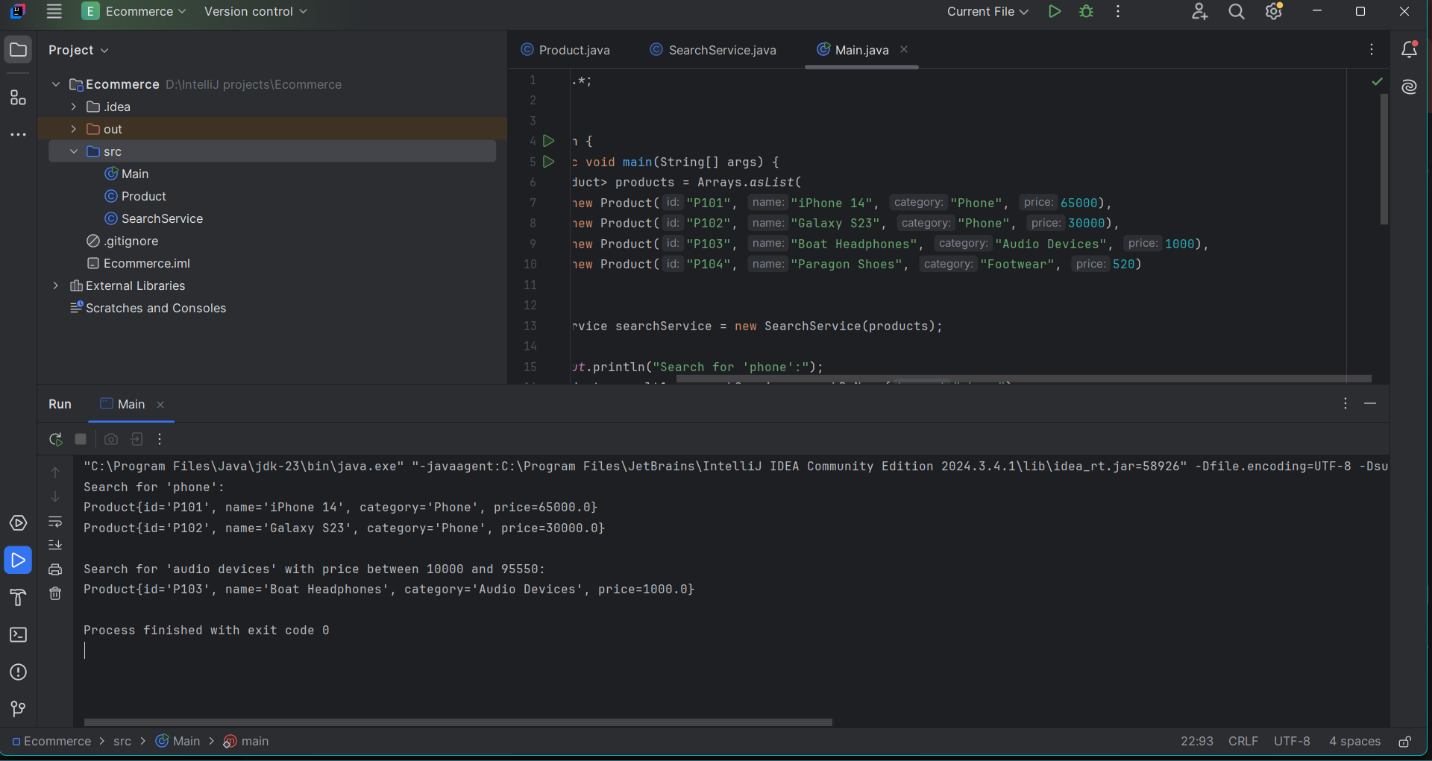 E Ecommerce Version control Current File
Project
Product.java SearchService.java Main.java
Ecommerce D:\IntelliJ projects\Ecommerce
.idea
out
src
Main
Product
SearchService
.gitignore
Ecommerce.iml
External Libraries
Scratches and Consoles
1 .*;
2
3
4 n {
5 c void main(String[] args) {
6 duct> products = Arrays.asList(
7 new Product( id: "P101", name: "iPhone 14", category: "Phone", price: 65000),
8 new Product( id: "P102", name: "Galaxy S23", category: "Phone", price: 30000),
9 new Product( id: "P103", name: "Boat Headphones", category: "Audio Devices", price: 1000),
10 new Product( id: "P104", name: "Paragon Shoes", category: "Footwear", price: 520)
11
12
13 rvice searchService = new SearchService(products);
14
15 ut.println("Search for 'phone':");
Run Main
"C:\Program Files\Java\jdk-23\bin\java.exe" "-javaagent:C:\Program Files\JetBrains\IntelliJ IDEA Community Edition 2024.3.4.1\lib\idea_rt.jar=58926" -Dfile.encoding=UTF-8 -Dsu
Search for 'phone':
Product{id='P101', name='iPhone 14', category='Phone', price=65000.0}
Product{id='P102', name='Galaxy S23', category='Phone', price=30000.0}
Search for 'audio devices' with price between 10000 and 95550:
Product{id='P103', name='Boat Headphones', category='Audio Devices', price=1000.0}
Process finished with exit code 0
Ecommerce > src > Main > main 22:93 CRLF UTF-8 4 spaces